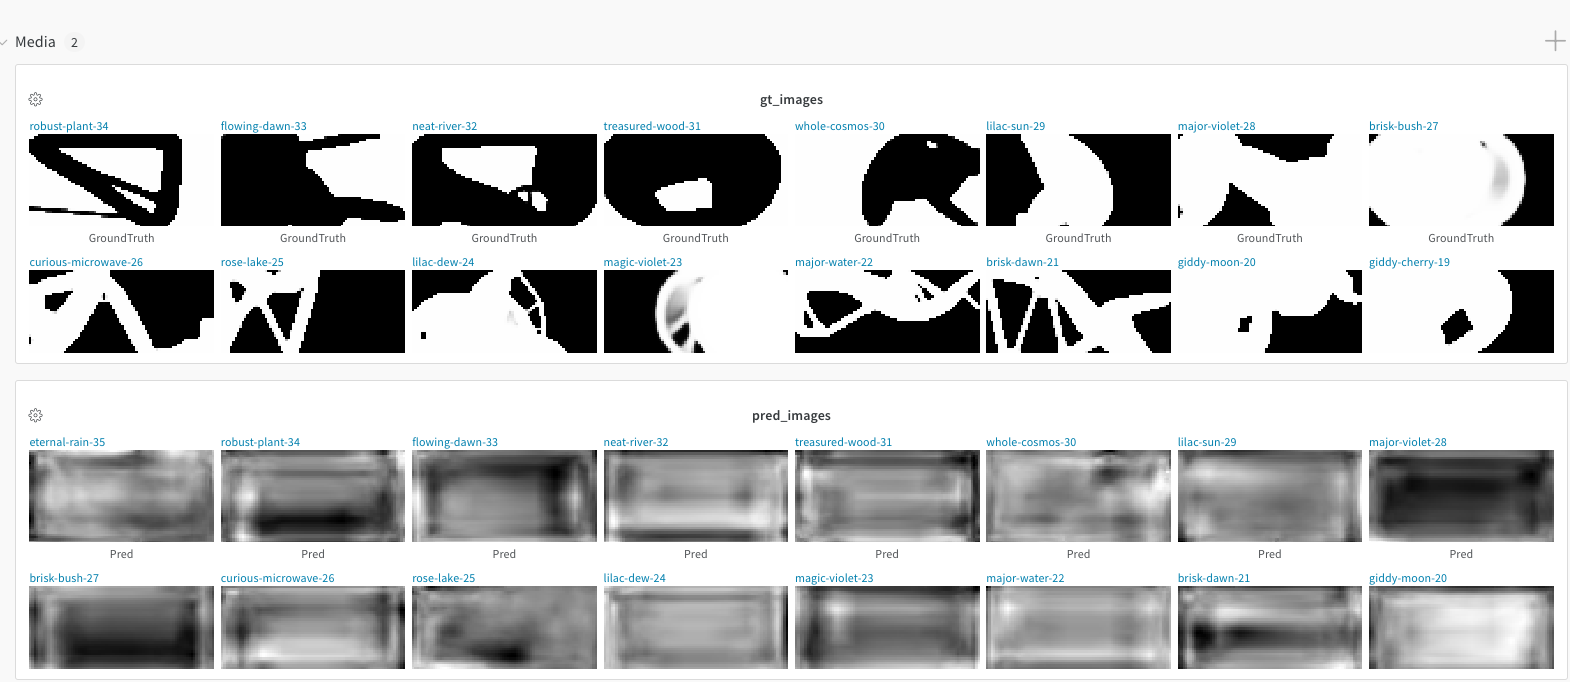 Media 2
gt_images
robust-plant-34 flowing-dawn-33 neat-river-32 treasured-wood-31 whole-cosmos-30 lilac-sun-29 major-violet-28 brisk-bush-27
GroundTruth GroundTruth GroundTruth GroundTruth GroundTruth GroundTruth GroundTruth GroundTruth
curious-microwave-26 rose-lake-25 lilac-dew-24 magic-violet-23 major-water-22 brisk-dawn-21 giddy-moon-20 giddy-cherry-19
pred_images
eternal-rain-35 robust-plant-34 flowing-dawn-33 neat-river-32 treasured-wood-31 whole-cosmos-30 lilac-sun-29 major-violet-28
Pred Pred Pred Pred Pred Pred Pred Pred
brisk-bush-27 curious-microwave-26 rose-lake-25 lilac-dew-24 magic-violet-23 major-water-22 brisk-dawn-21 giddy-moon-20